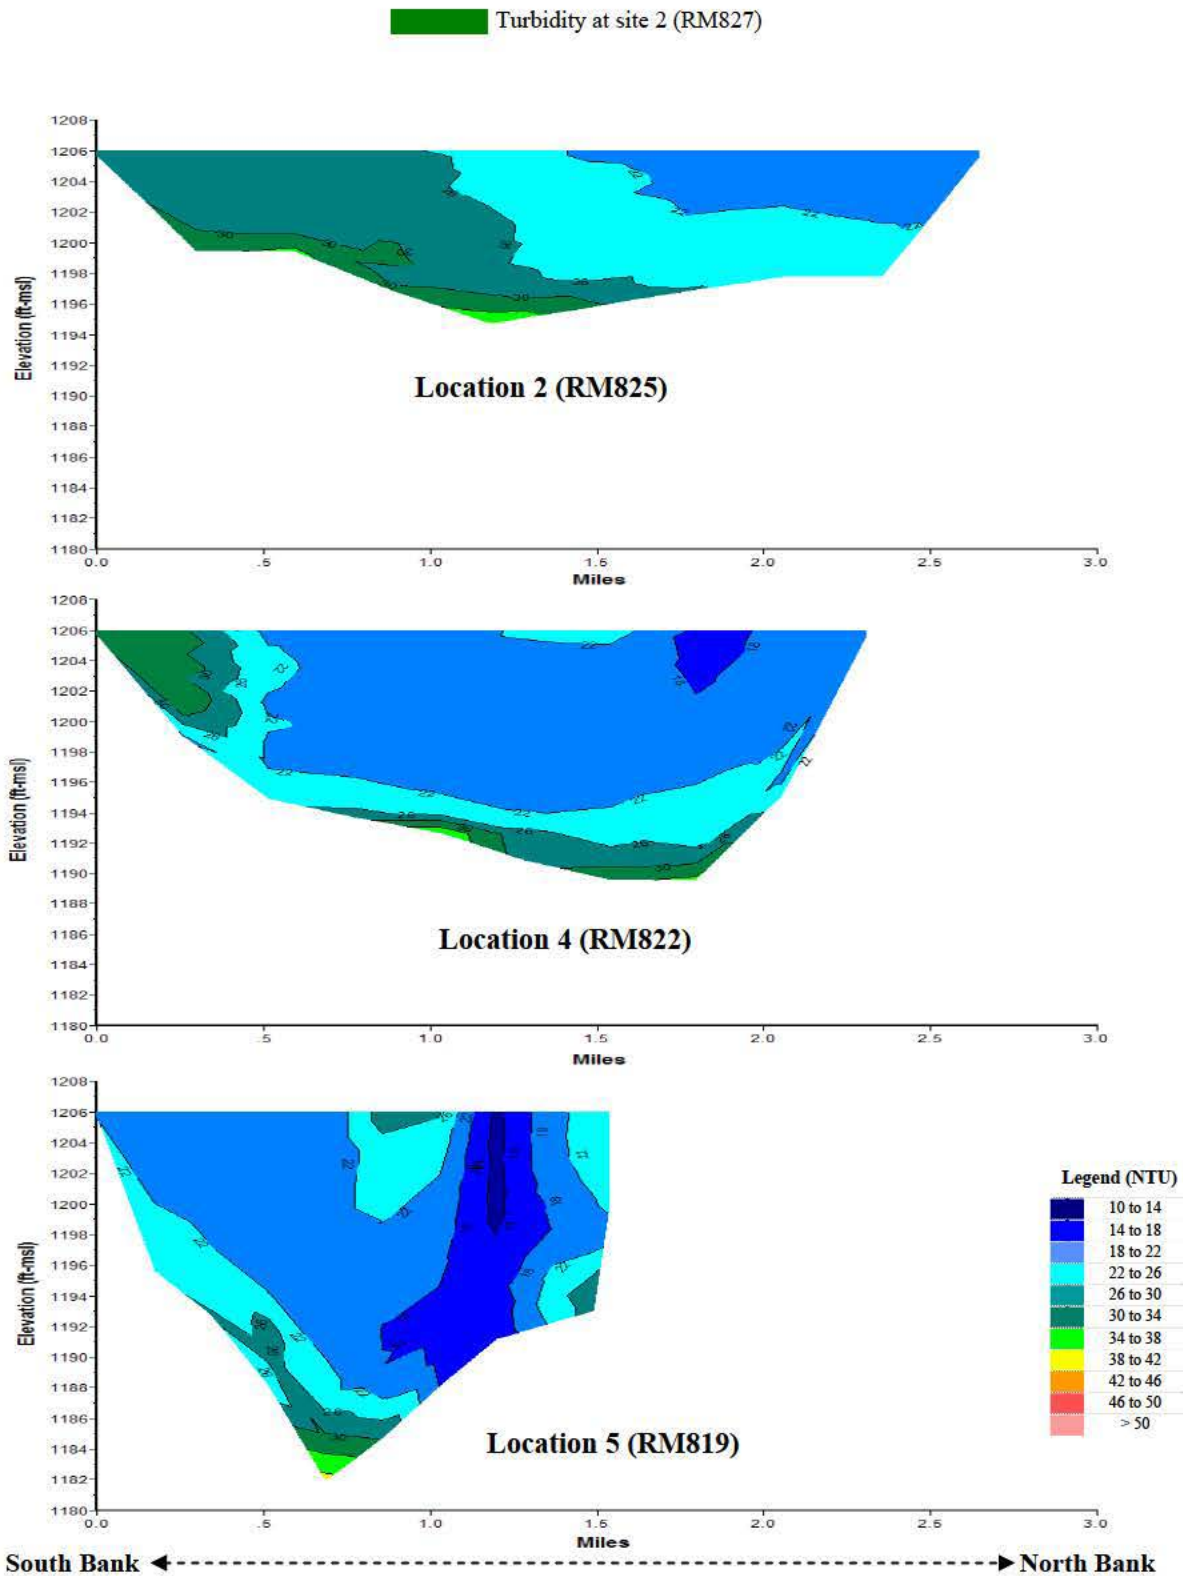 Turbidity at site 2 (RM827)
1208
1206
1204
1202
1200
1198
1196
1194
1192
1190
1188
1186
1184
1182
1180
Elevation (ft-msl)
Location 2 (RM825)
0.0 .5 1.0 1.5 2.0 2.5 3.0
Miles
1208
1206
1204
1202
1200
1198
1196
1194
1192
1190
1188
1186
1184
1182
1180
Elevation (ft-msl)
Location 4 (RM822)
0.0 .5 1.0 1.5 2.0 2.5 3.0
Miles
1208
1206
1204
1202
1200
1198
1196
1194
1192
1190
1188
1186
1184
1182
1180
Elevation (ft-msl)
Location 5 (RM819)
Legend (NTU)
10 to 14
14 to 18
18 to 22
22 to 26
26 to 30
30 to 34
34 to 38
38 to 42
42 to 46
46 to 50
> 50
0.0 .5 1.0 1.5 2.0 2.5 3.0
Miles
South Bank North Bank